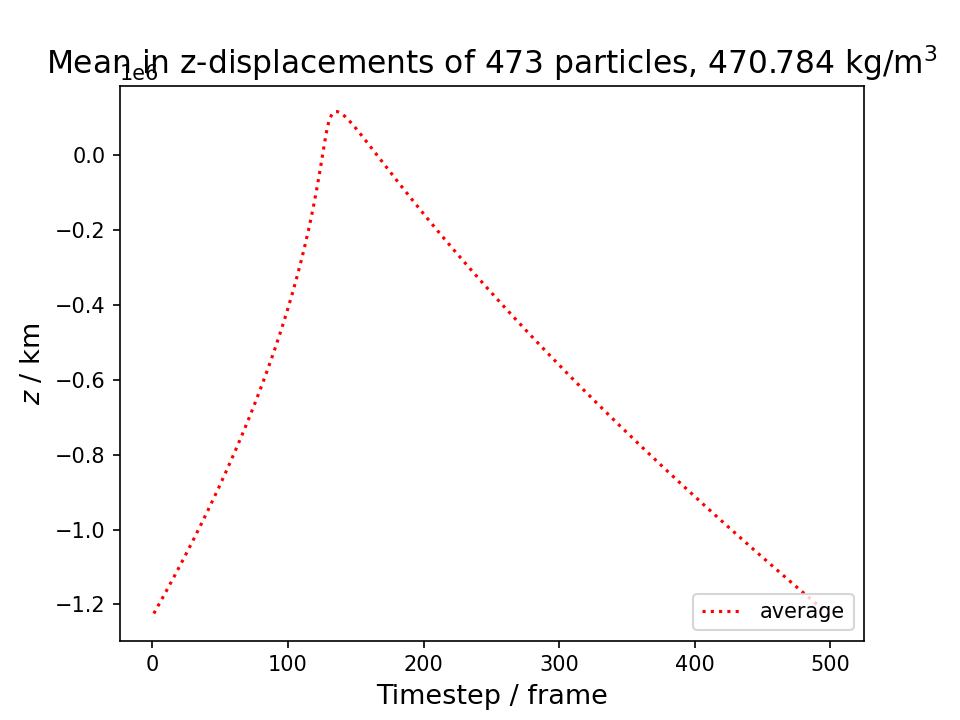 Mean in z-displacements of 473 particles, 470.784 kg/m³
1e6
0.0
−0.2
−0.4
−0.6
−0.8
−1.0
−1.2
z / km
0 100 200 300 400 500
Timestep / frame
average